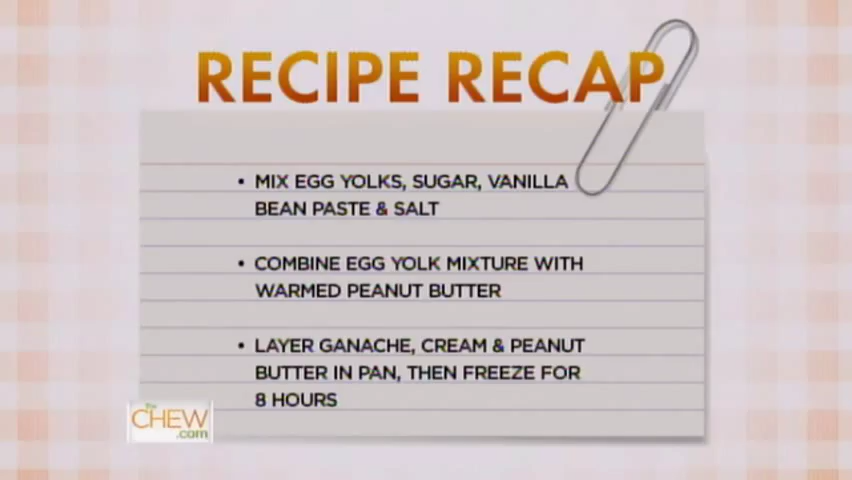 RECIPE RECAP
• MIX EGG YOLKS, SUGAR, VANILLA
BEAN PASTE & SALT
• COMBINE EGG YOLK MIXTURE WITH
WARMED PEANUT BUTTER
• LAYER GANACHE, CREAM & PEANUT
BUTTER IN PAN, THEN FREEZE FOR
8 HOURS
the
CHEW
.com